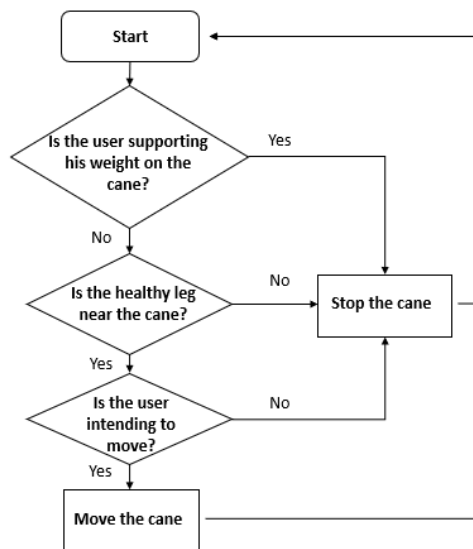 Start
Is the user supporting
his weight on the
cane?
Yes
No
Is the healthy leg
near the cane?
No
Stop the cane
Yes
Is the user
intending to
move?
No
Yes
Move the cane